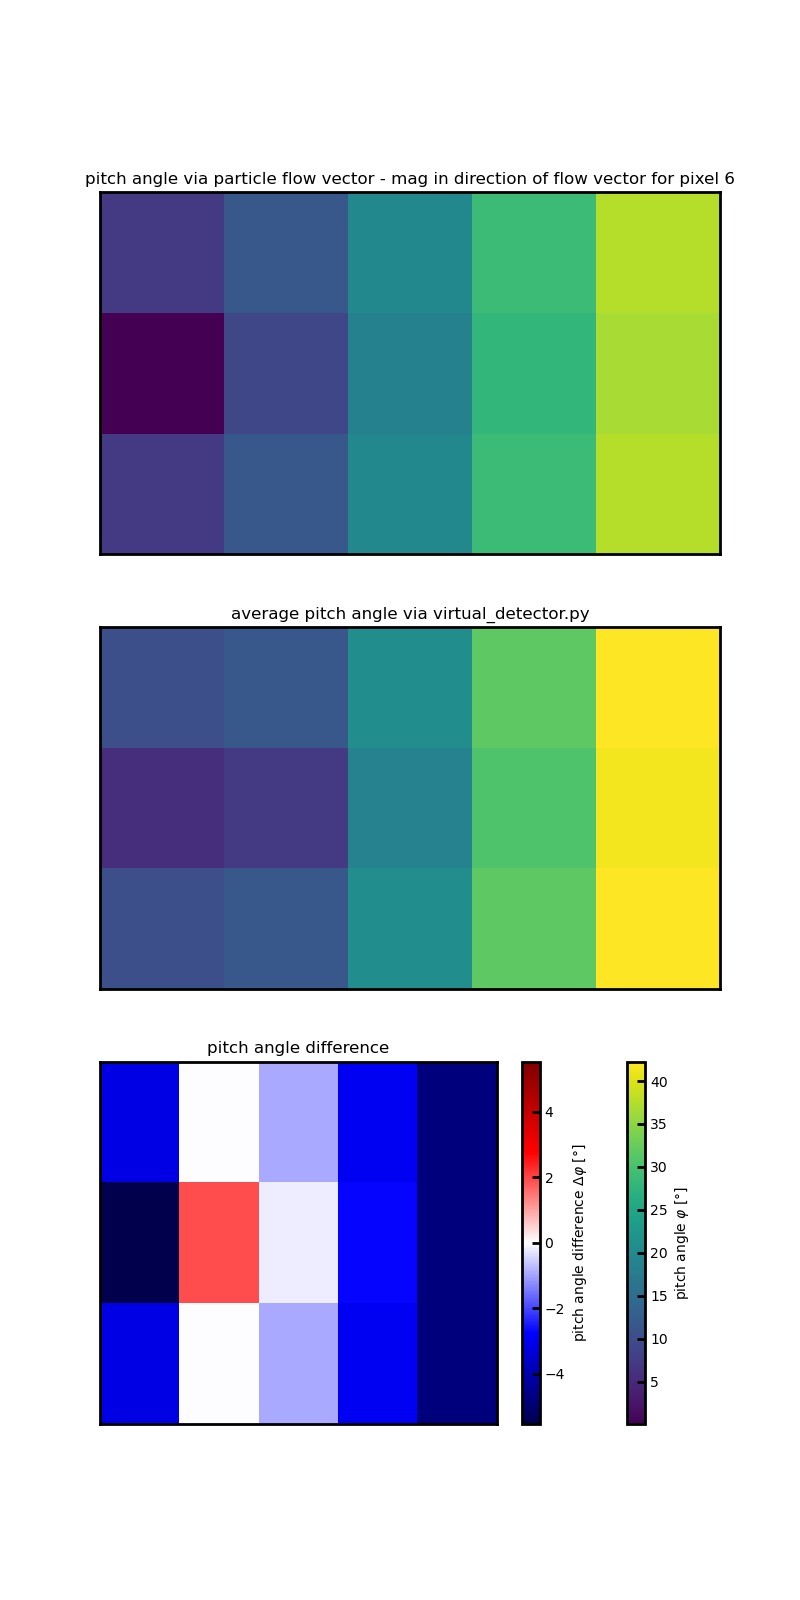 pitch angle via particle flow vector - mag in direction of flow vector for pixel 6
average pitch angle via virtual_detector.py
pitch angle difference
4
2
0
−2
−4
pitch angle difference Δφ [°]
40
35
30
25
20
15
10
5
pitch angle φ [°]